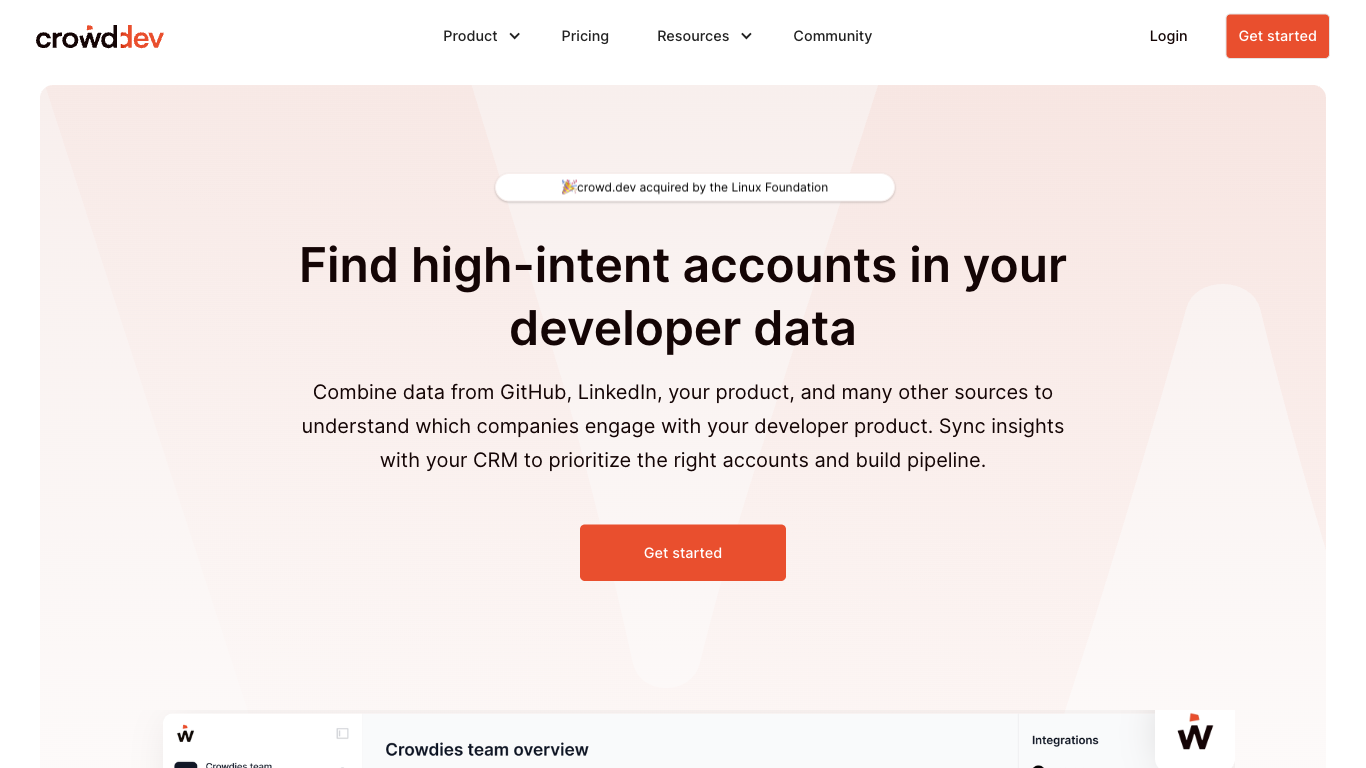 crowddev
Product
Pricing
Resources
Community
Login
Get started
🎉crowd.dev acquired by the Linux Foundation
Find high-intent accounts in your
developer data
Combine data from GitHub, LinkedIn, your product, and many other sources to
understand which companies engage with your developer product. Sync insights
with your CRM to prioritize the right accounts and build pipeline.
Get started
Crowdies team
Crowdies team overview
Integrations